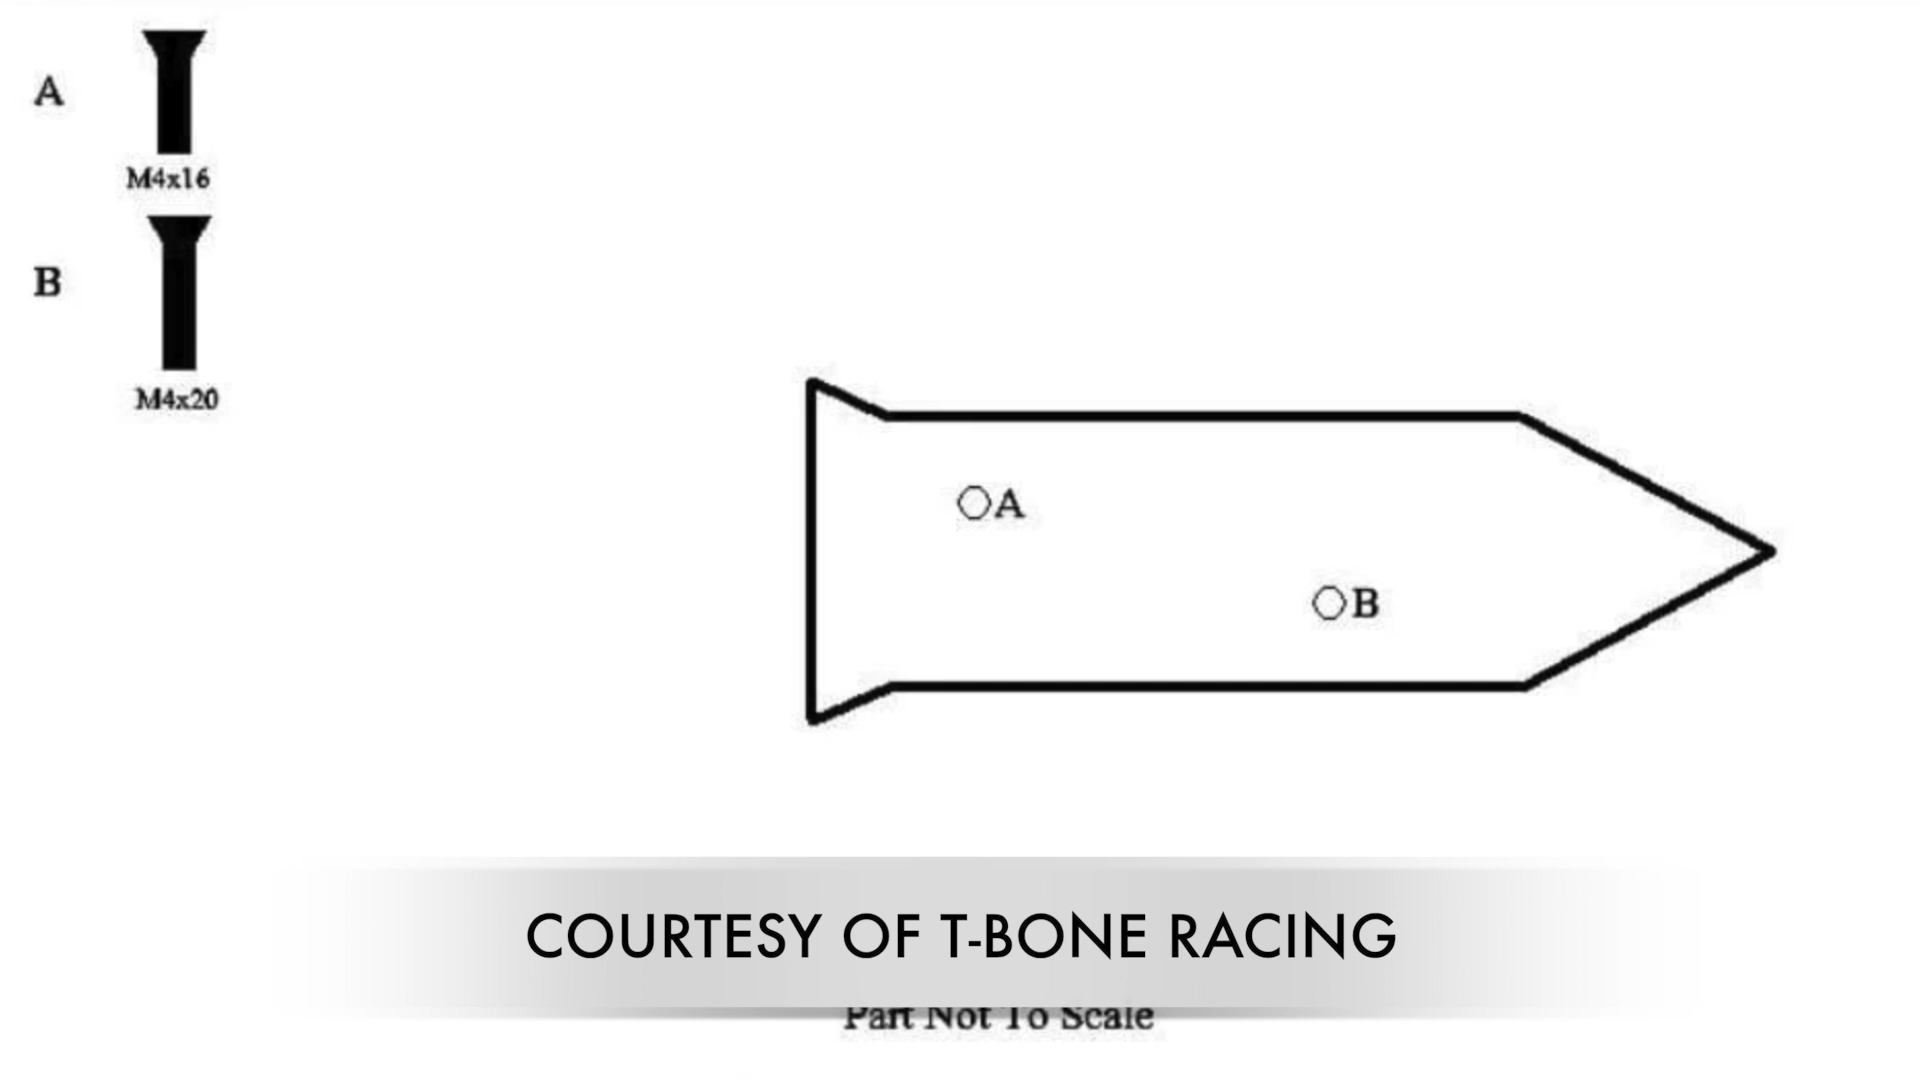 A
M4x16
B
M4x20
A
B
COURTESY OF T-BONE RACING
Part Not To Scale